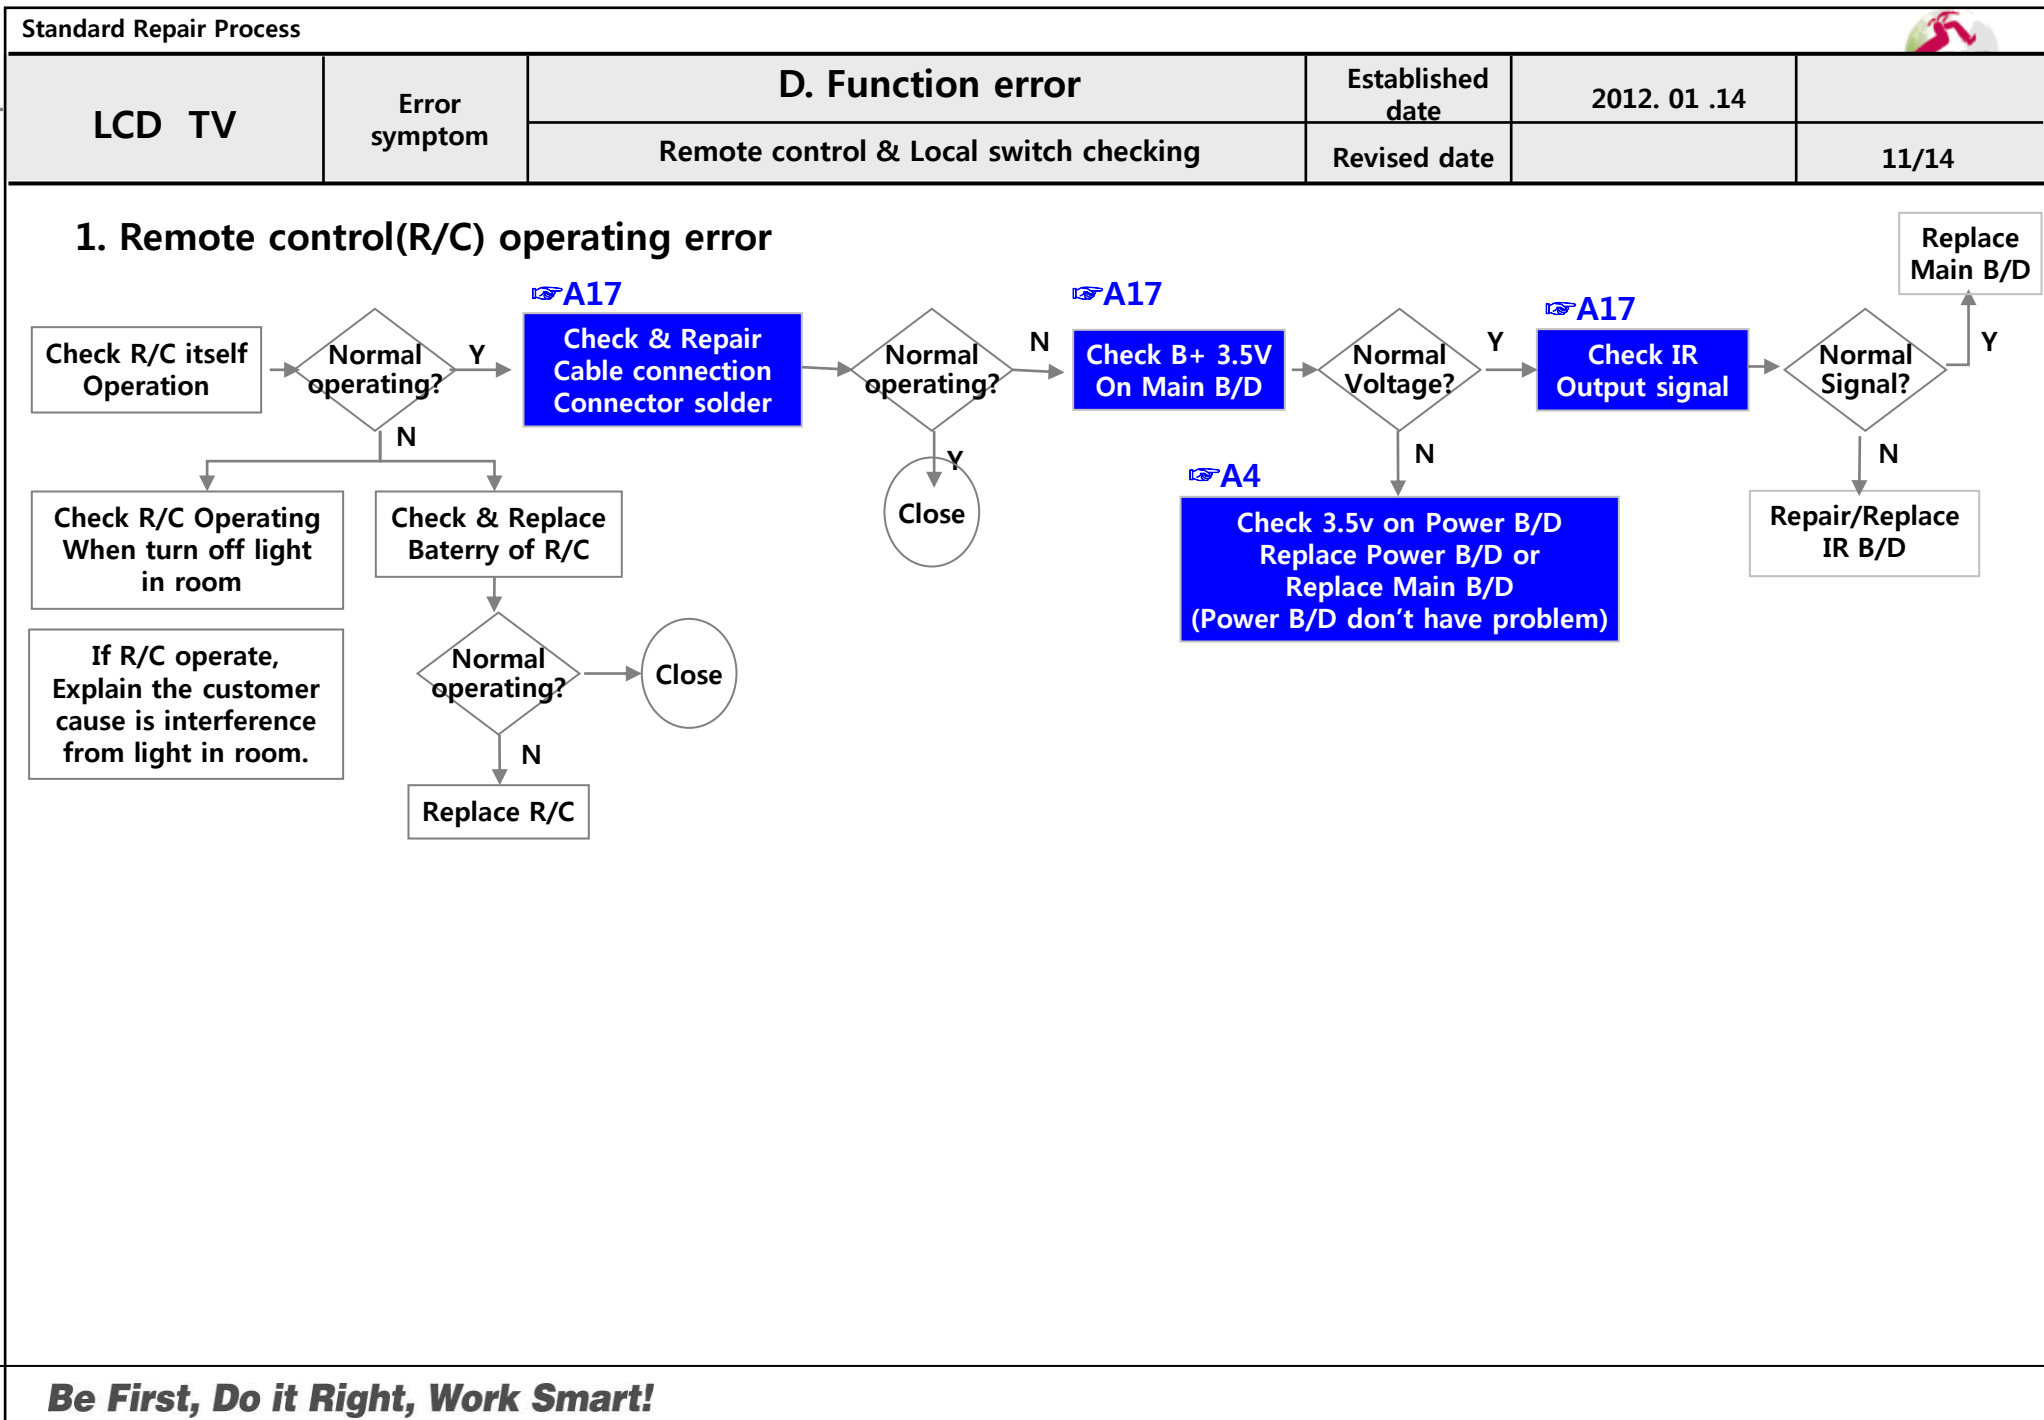 Standard Repair Process
LCD TV
Error
symptom
D. Function error
Remote control & Local switch checking
Established
date
2012. 01 .14
Revised date
11/14
1. Remote control(R/C) operating error
Check R/C itself
Operation
Normal
operating?
Y
☞A17
Check & Repair
Cable connection
Connector solder
Normal
operating?
N
☞A17
Check B+ 3.5V
On Main B/D
Normal
Voltage?
Y
☞A17
Check IR
Output signal
Normal
Signal?
Y
Replace
Main B/D
N
Check R/C Operating
When turn off light
in room
Check & Replace
Baterry of R/C
Y
Close
N
☞A4
Check 3.5v on Power B/D
Replace Power B/D or
Replace Main B/D
(Power B/D don't have problem)
N
Repair/Replace
IR B/D
If R/C operate,
Explain the customer
cause is interference
from light in room.
Normal
operating?
Close
N
Replace R/C
Be First, Do it Right, Work Smart!